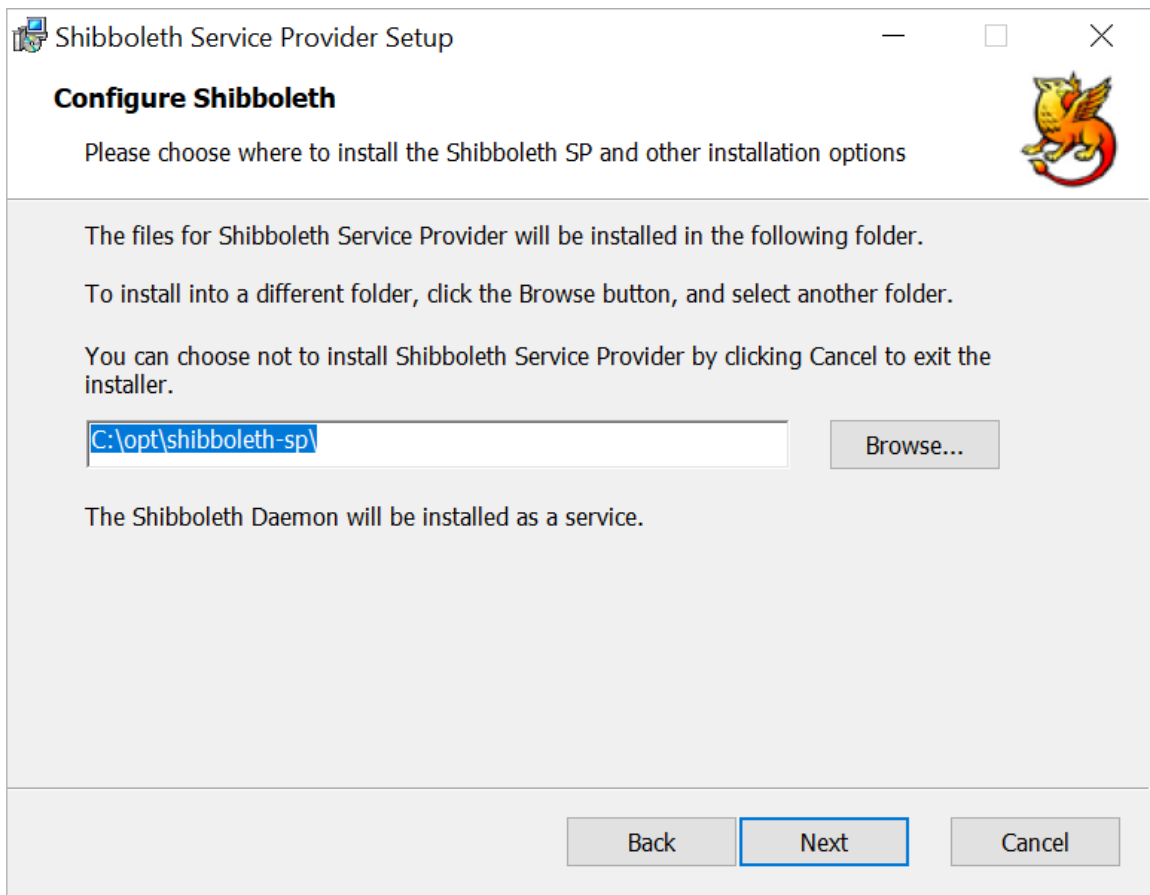 Shibboleth Service Provider Setup
Configure Shibboleth
Please choose where to install the Shibboleth SP and other installation options
The files for Shibboleth Service Provider will be installed in the following folder.
To install into a different folder, click the Browse button, and select another folder.
You can choose not to install Shibboleth Service Provider by clicking Cancel to exit the
installer.
C:\opt\shibboleth-sp\
Browse...
The Shibboleth Daemon will be installed as a service.
Back
Next
Cancel